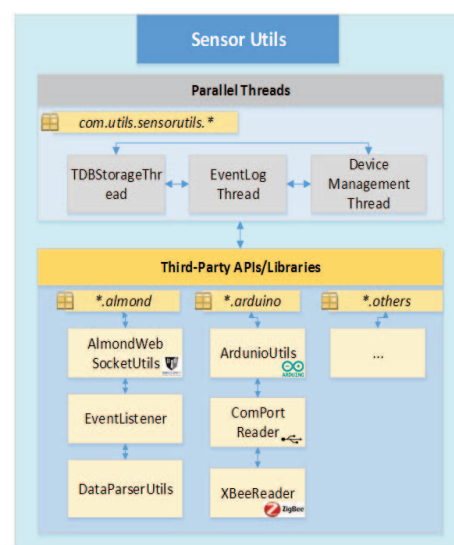 Sensor Utils
Parallel Threads
com.utils.sensorutils.*
TDBStorageThr
ead
EventLog
Thread
Device
Management
Thread
Third-Party APIs/Libraries
*.almond
*.arduino
*.others
AlmondWeb
SocketUtils
ArdunioUtils
ARDUINO
...
EventListener
ComPort
Reader
DataParserUtils
XBeeReader
ZigBee